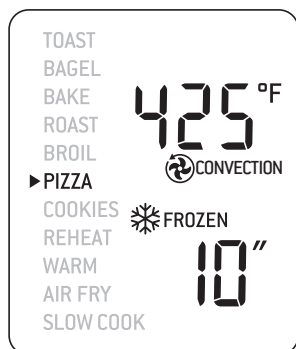 TOAST
BAGEL
BAKE
ROAST
BROIL
▶PIZZA
COOKIES
REHEAT
WARM
AIR FRY
SLOW COOK
425°F
CONVECTION
FROZEN
10"